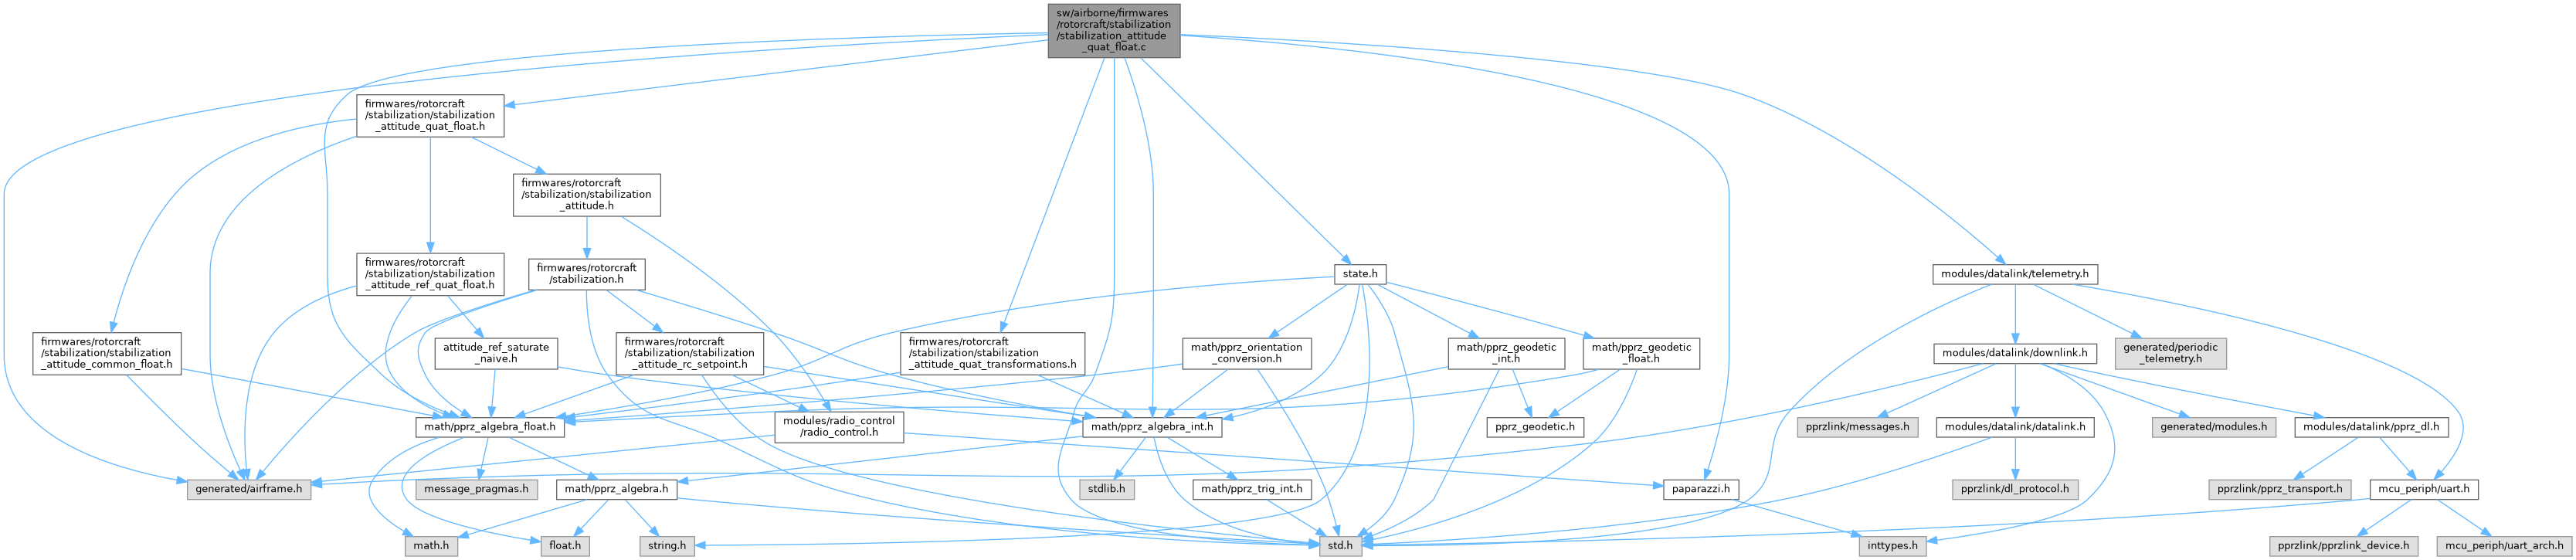 sw/airborne/firmwares
/rotorcraft/stabilization
/stabilization_attitude
_quat_float.c
firmwares/rotorcraft
/stabilization/stabilization
_attitude_quat_float.h
firmwares/rotorcraft
/stabilization/stabilization
_attitude.h
firmwares/rotorcraft
/stabilization/stabilization
_attitude_ref_quat_float.h
firmwares/rotorcraft
/stabilization.h
state.h
modules/datalink/telemetry.h
firmwares/rotorcraft
/stabilization/stabilization
_attitude_common_float.h
attitude_ref_saturate
_naive.h
firmwares/rotorcraft
/stabilization/stabilization
_attitude_rc_setpoint.h
firmwares/rotorcraft
/stabilization/stabilization
_attitude_quat_transformations.h
math/pprz_orientation
_conversion.h
math/pprz_geodetic
_int.h
math/pprz_geodetic
_float.h
modules/datalink/downlink.h
generated/periodic
_telemetry.h
math/pprz_algebra_float.h
modules/radio_control
/radio_control.h
math/pprz_algebra_int.h
pprz_geodetic.h
pprzlink/messages.h
modules/datalink/datalink.h
generated/modules.h
modules/datalink/pprz_dl.h
generated/airframe.h
message_pragmas.h
math/pprz_algebra.h
stdlib.h
math/pprz_trig_int.h
paparazzi.h
pprzlink/dl_protocol.h
pprzlink/pprz_transport.h
mcu_periph/uart.h
math.h
float.h
string.h
std.h
inttypes.h
pprzlink/pprzlink_device.h
mcu_periph/uart_arch.h